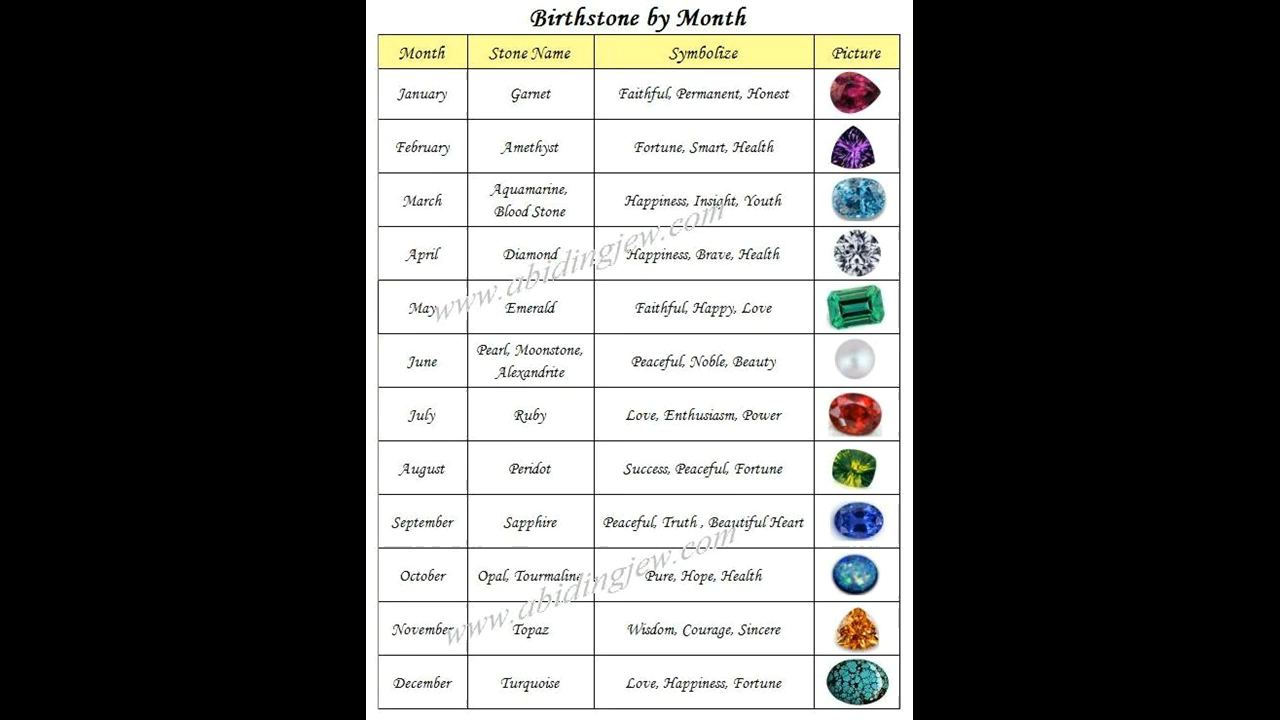 Birthstone by Month
Month Stone Name Symbolize Picture
January Garnet Faithful, Permanent, Honest
February Amethyst Fortune, Smart, Health
March Aquamarine, Blood Stone Happiness, Insight, Youth
April Diamond Happiness, Brave, Health
May Emerald Faithful, Happy, Love
June Pearl, Moonstone, Alexandrite Peaceful, Noble, Beauty
July Ruby Love, Enthusiasm, Power
August Peridot Success, Peaceful, Fortune
September Sapphire Peaceful, Truth , Beautiful Heart
October Opal, Tourmaline Pure, Hope, Health
November Topaz Wisdom, Courage, Sincere
December Turquoise Love, Happiness, Fortune
www.abidingjew.com
www.abidingjew.com